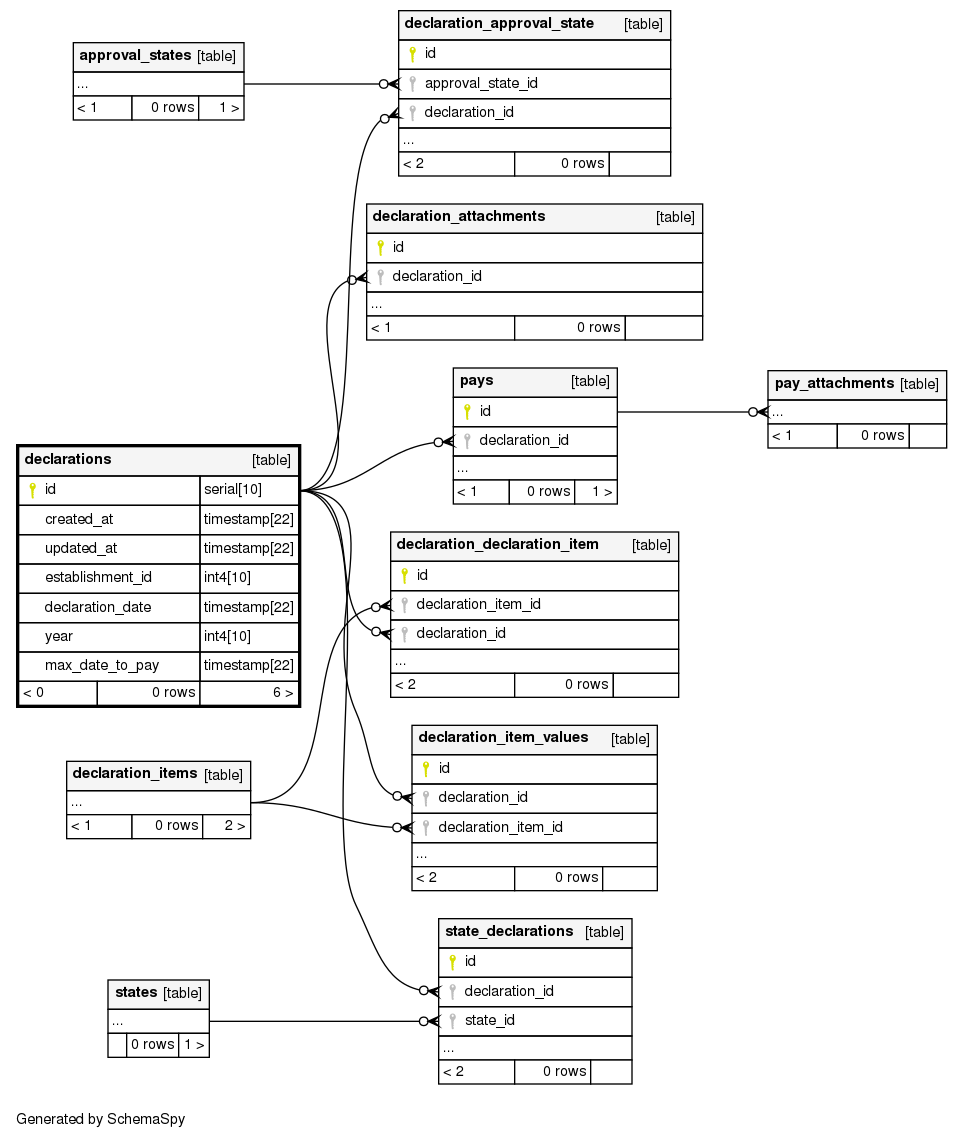 declaration_approval_state [table]
id
approval_state_id
declaration_id
...
< 2 0 rows
approval_states [table]
...
< 1 0 rows 1 >
declaration_attachments [table]
id
declaration_id
...
< 1 0 rows
pays [table]
id
declaration_id
...
< 1 0 rows 1 >
pay_attachments [table]
...
< 1 0 rows
declarations [table]
id serial[10]
created_at timestamp[22]
updated_at timestamp[22]
establishment_id int4[10]
declaration_date timestamp[22]
year int4[10]
max_date_to_pay timestamp[22]
< 0 0 rows 6 >
declaration_declaration_item [table]
id
declaration_item_id
declaration_id
...
< 2 0 rows
declaration_item_values [table]
id
declaration_id
declaration_item_id
...
< 2 0 rows
declaration_items [table]
...
< 1 0 rows 2 >
state_declarations [table]
id
declaration_id
state_id
...
< 2 0 rows
states [table]
...
0 rows 1 >
Generated by SchemaSpy